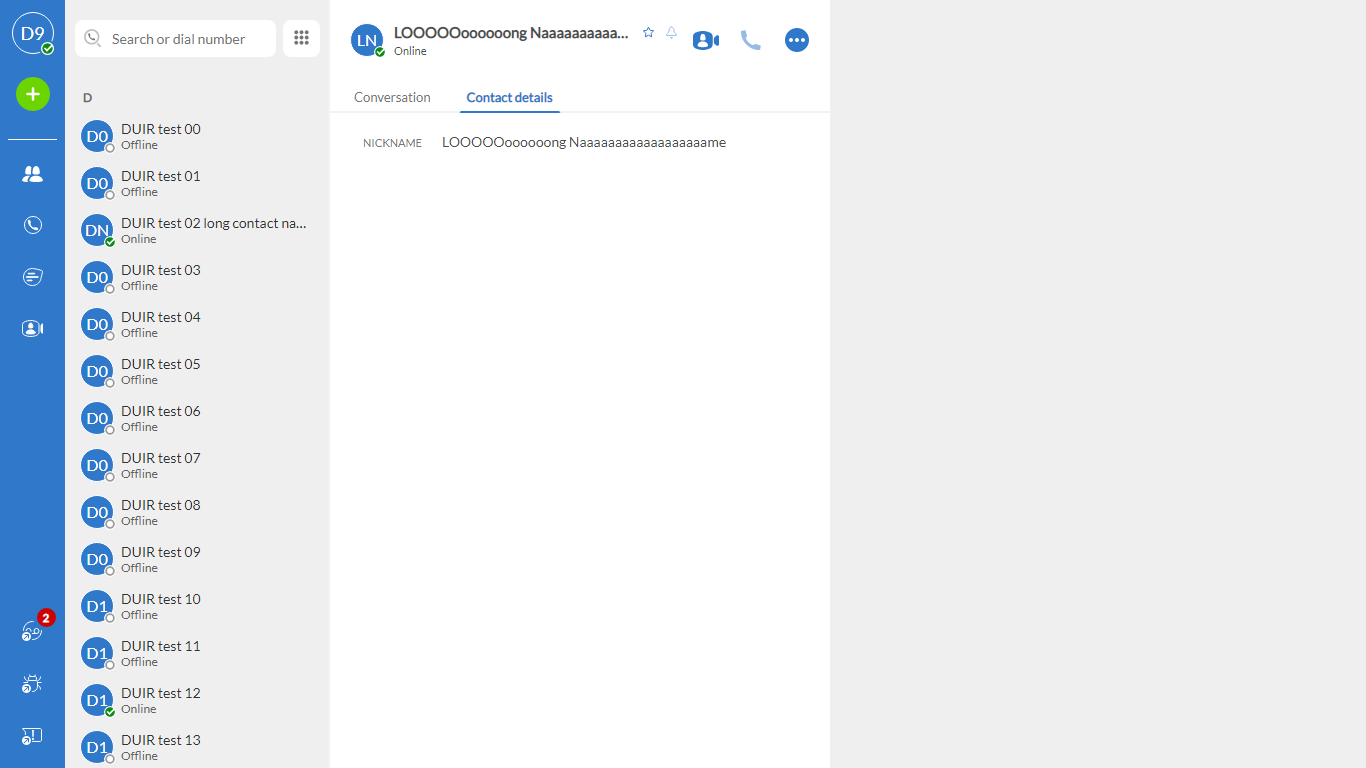 D9
2
Search or dial number
D
D0 DUIR test 00
Offline
D0 DUIR test 01
Offline
DN DUIR test 02 long contact na...
Online
D0 DUIR test 03
Offline
D0 DUIR test 04
Offline
D0 DUIR test 05
Offline
D0 DUIR test 06
Offline
D0 DUIR test 07
Offline
D0 DUIR test 08
Offline
D0 DUIR test 09
Offline
D1 DUIR test 10
Offline
D1 DUIR test 11
Offline
D1 DUIR test 12
Online
D1 DUIR test 13
Offline
LN LOOOOOoooooong Naaaaaaaaaa...
Online
Conversation Contact details
NICKNAME LOOOOOoooooong Naaaaaaaaaaaaaaaaaame